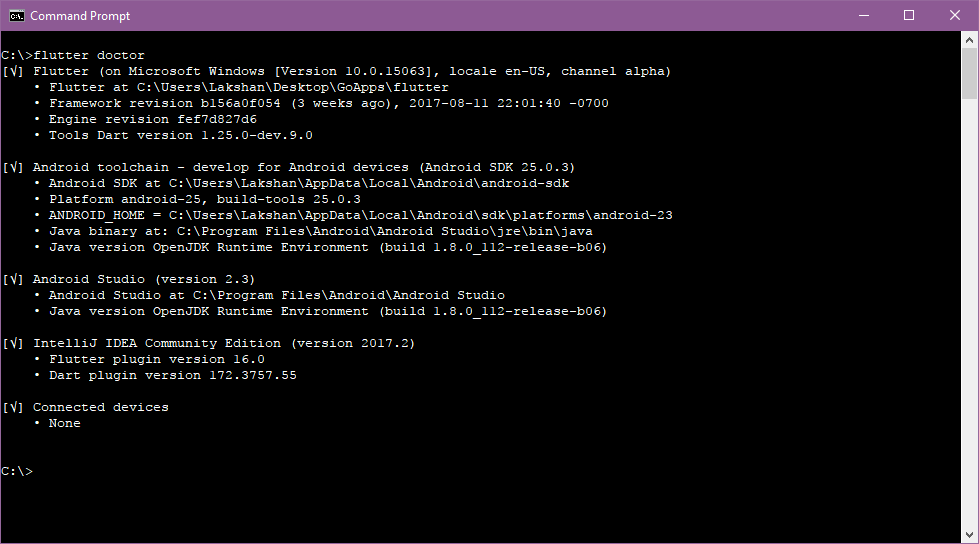 Command Prompt
C:\>flutter doctor
[√] Flutter (on Microsoft Windows [Version 10.0.15063], locale en-US, channel alpha)
• Flutter at C:\Users\Lakshan\Desktop\GoApps\flutter
• Framework revision b156a0f054 (3 weeks ago), 2017-08-11 22:01:40 -0700
• Engine revision fef7d827d6
• Tools Dart version 1.25.0-dev.9.0
[√] Android toolchain - develop for Android devices (Android SDK 25.0.3)
• Android SDK at C:\Users\Lakshan\AppData\Local\Android\android-sdk
• Platform android-25, build-tools 25.0.3
• ANDROID_HOME = C:\Users\Lakshan\AppData\Local\Android\sdk\platforms\android-23
• Java binary at: C:\Program Files\Android\Android Studio\jre\bin\java
• Java version OpenJDK Runtime Environment (build 1.8.0_112-release-b06)
[√] Android Studio (version 2.3)
• Android Studio at C:\Program Files\Android\Android Studio
• Java version OpenJDK Runtime Environment (build 1.8.0_112-release-b06)
[√] IntelliJ IDEA Community Edition (version 2017.2)
• Flutter plugin version 16.0
• Dart plugin version 172.3757.55
[√] Connected devices
• None
C:\>